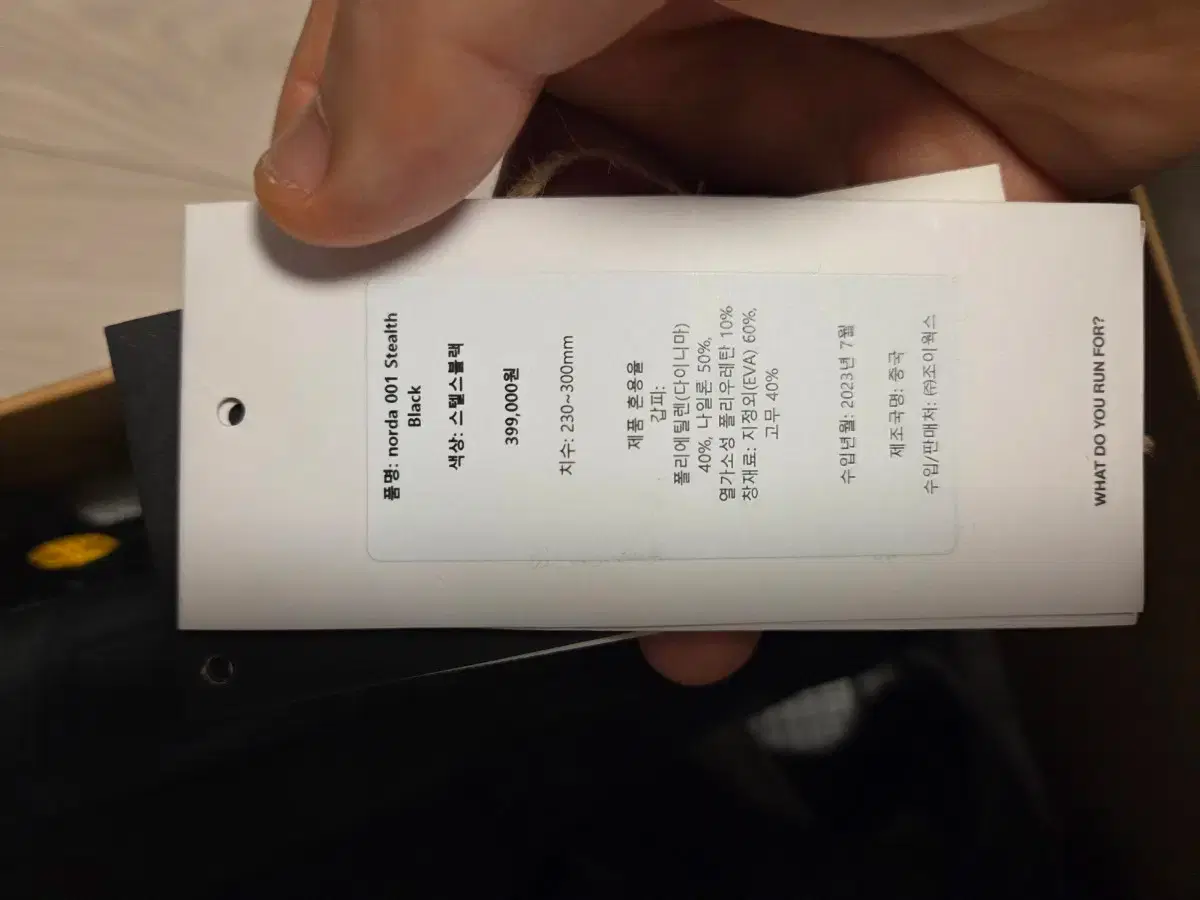 품명: norda 001 Stealth
Black
색상: 스텔스블랙
399,000원
치수: 230~300mm
제품 혼용율
갑피:
폴리에틸렌(다이니마)
40%, 나일론 50%,
열가소성 폴리우레탄 10%
창재료: 지정외(EVA) 60%,
고무 40%
수입년월: 2023년 7월
제조국명: 중국
수입/판매처: ㈜조이웍스
WHAT DO YOU RUN FOR?